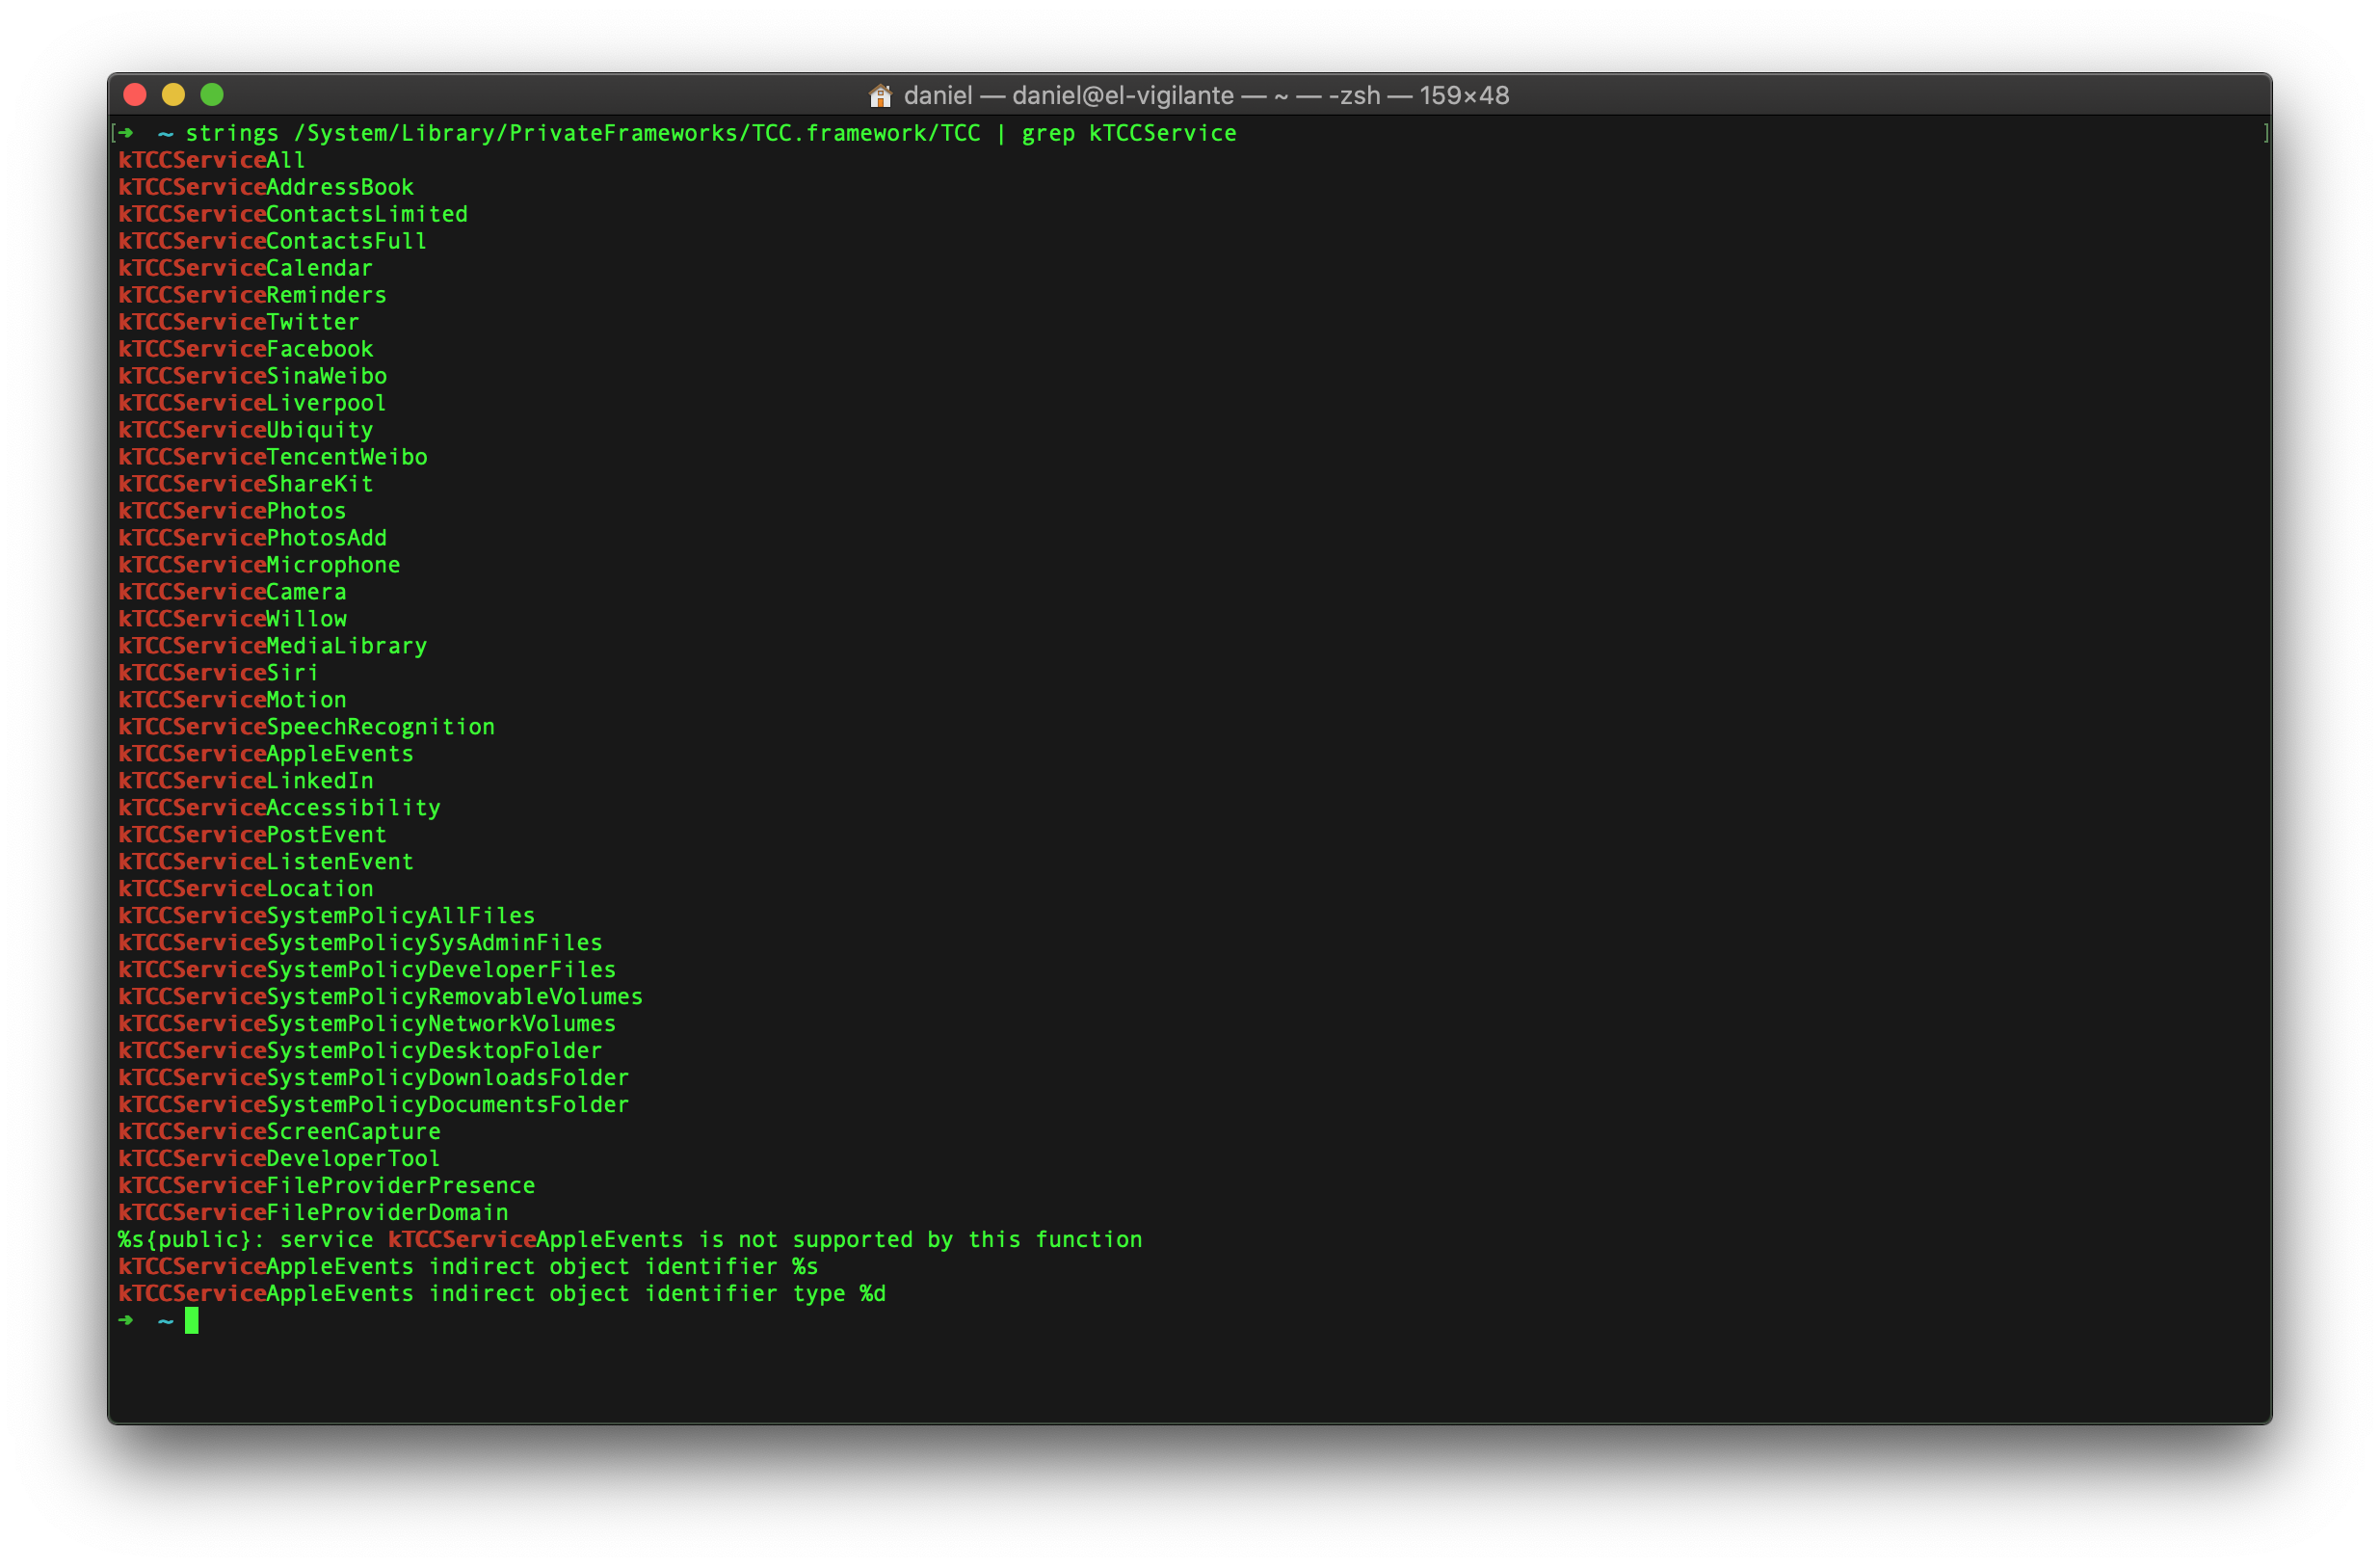 daniel — daniel@el-vigilante — ~ — -zsh — 159×48
[➜  ~ strings /System/Library/PrivateFrameworks/TCC.framework/TCC | grep kTCCService ]
kTCCServiceAll
kTCCServiceAddressBook
kTCCServiceContactsLimited
kTCCServiceContactsFull
kTCCServiceCalendar
kTCCServiceReminders
kTCCServiceTwitter
kTCCServiceFacebook
kTCCServiceSinaWeibo
kTCCServiceLiverpool
kTCCServiceUbiquity
kTCCServiceTencentWeibo
kTCCServiceShareKit
kTCCServicePhotos
kTCCServicePhotosAdd
kTCCServiceMicrophone
kTCCServiceCamera
kTCCServiceWillow
kTCCServiceMediaLibrary
kTCCServiceSiri
kTCCServiceMotion
kTCCServiceSpeechRecognition
kTCCServiceAppleEvents
kTCCServiceLinkedIn
kTCCServiceAccessibility
kTCCServicePostEvent
kTCCServiceListenEvent
kTCCServiceLocation
kTCCServiceSystemPolicyAllFiles
kTCCServiceSystemPolicySysAdminFiles
kTCCServiceSystemPolicyDeveloperFiles
kTCCServiceSystemPolicyRemovableVolumes
kTCCServiceSystemPolicyNetworkVolumes
kTCCServiceSystemPolicyDesktopFolder
kTCCServiceSystemPolicyDownloadsFolder
kTCCServiceSystemPolicyDocumentsFolder
kTCCServiceScreenCapture
kTCCServiceDeveloperTool
kTCCServiceFileProviderPresence
kTCCServiceFileProviderDomain
%s{public}: service kTCCServiceAppleEvents is not supported by this function
kTCCServiceAppleEvents indirect object identifier %s
kTCCServiceAppleEvents indirect object identifier type %d
➜  ~